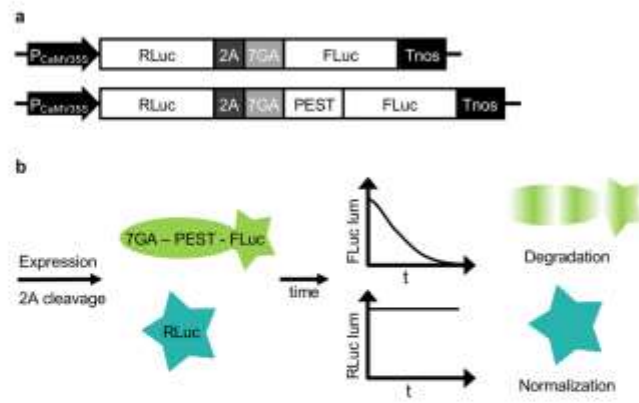 a
PCaMV35S RLuc 2A 7GA FLuc Tnos
PCaMV35S RLuc 2A 7GA PEST FLuc Tnos
b
7GA – PEST - FLuc
Expression
2A cleavage
RLuc
time
FLuc lum
t
RLuc lum
t
Degradation
Normalization